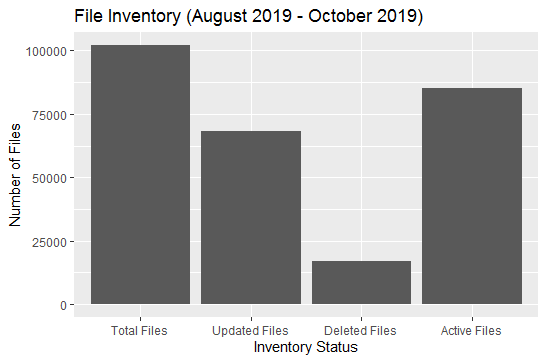 File Inventory (August 2019 - October 2019)
Number of Files
100000
75000
50000
25000
0
Total Files
Updated Files
Deleted Files
Active Files
Inventory Status